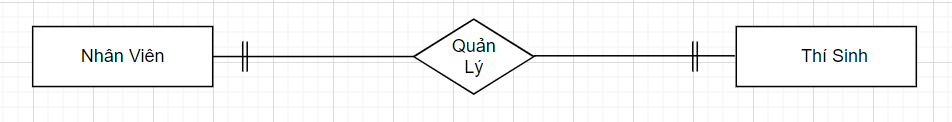 Nhân Viên
Quản
Lý
Thí Sinh